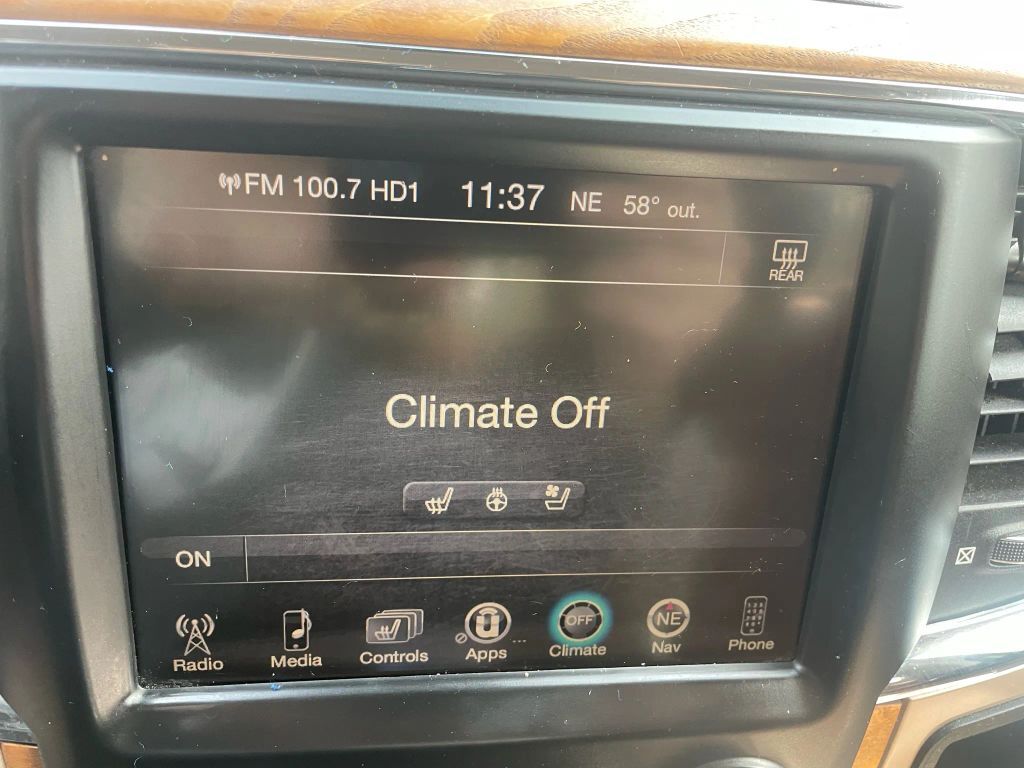 FM 100.7 HD1 11:37 NE 58° out.
REAR
Climate Off
ON
OFF NE
Radio Media Controls Apps ... Climate Nav Phone